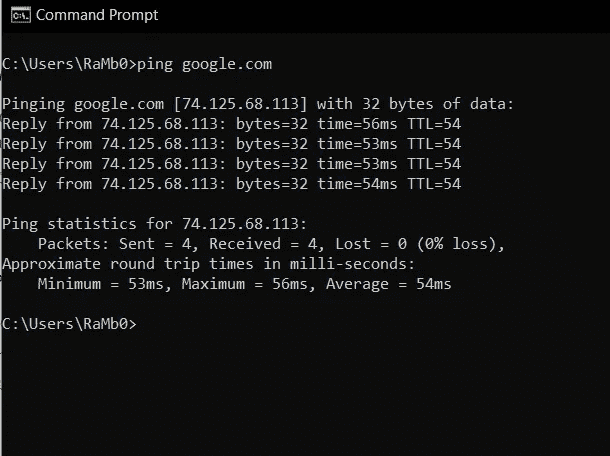 Command Prompt
C:\Users\RaMb0>ping google.com
Pinging google.com [74.125.68.113] with 32 bytes of data:
Reply from 74.125.68.113: bytes=32 time=56ms TTL=54
Reply from 74.125.68.113: bytes=32 time=53ms TTL=54
Reply from 74.125.68.113: bytes=32 time=53ms TTL=54
Reply from 74.125.68.113: bytes=32 time=54ms TTL=54
Ping statistics for 74.125.68.113:
    Packets: Sent = 4, Received = 4, Lost = 0 (0% loss),
Approximate round trip times in milli-seconds:
    Minimum = 53ms, Maximum = 56ms, Average = 54ms
C:\Users\RaMb0>